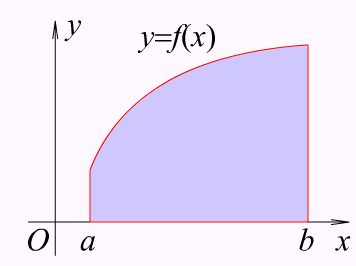 y
y=f(x)
O a b x